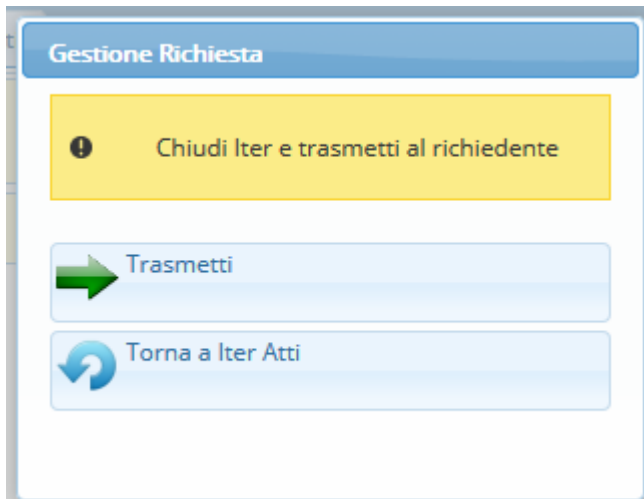 Gestione Richiesta
Chiudi Iter e trasmetti al richiedente
Trasmetti
Torna a Iter Atti